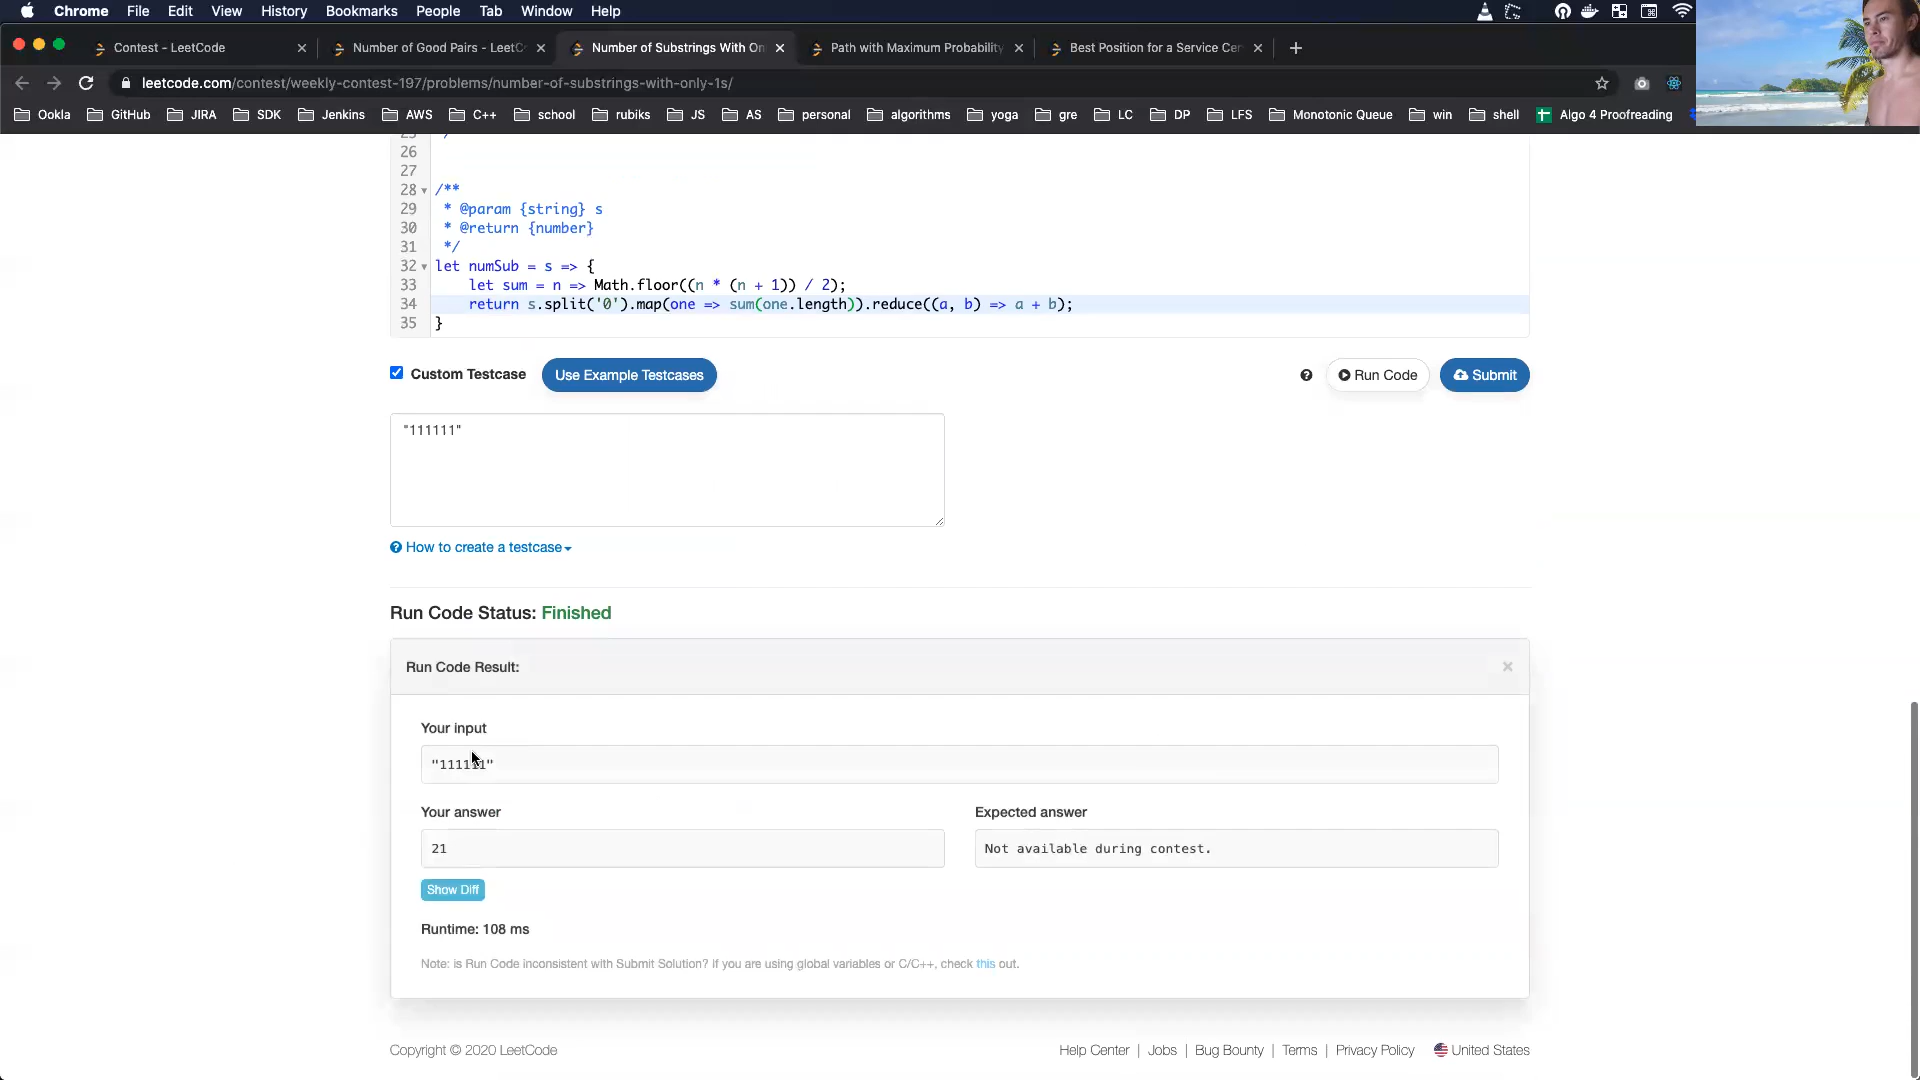 Chrome File Edit View History Bookmarks People Tab Window Help
Contest - LeetCode
Number of Good Pairs - LeetC
Number of Substrings With On
Path with Maximum Probability
Best Position for a Service Cer
leetcode.com/contest/weekly-contest-197/problems/number-of-substrings-with-only-1s/
Ookla GitHub JIRA SDK Jenkins AWS C++ school rubiks JS AS personal algorithms yoga gre LC DP LFS Monotonic Queue win shell Algo 4 Proofreading
26
27
28 /**
29 * @param {string} s
30 * @return {number}
31 */
32 let numSub = s => {
33 let sum = n => Math.floor((n * (n + 1)) / 2);
34 return s.split('0').map(one => sum(one.length)).reduce((a, b) => a + b);
35 }
Custom Testcase Use Example Testcases Run Code Submit
"111111"
How to create a testcase
Run Code Status: Finished
Run Code Result: ×
Your input
"111111"
Your answer Expected answer
21 Not available during contest.
Show Diff
Runtime: 108 ms
Note: is Run Code inconsistent with Submit Solution? If you are using global variables or C/C++, check this out.
Copyright © 2020 LeetCode Help Center | Jobs | Bug Bounty | Terms | Privacy Policy United States